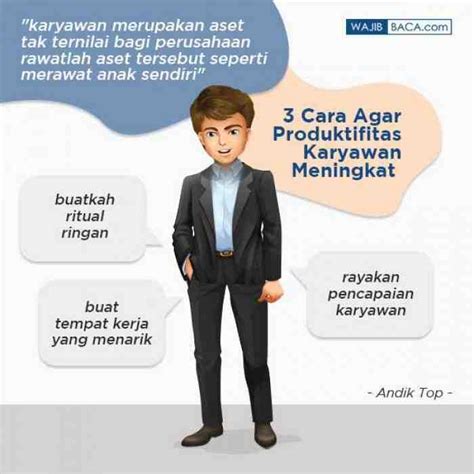 "karyawan merupakan aset
tak ternilai bagi perusahaan
rawatlah aset tersebut seperti
merawat anak sendiri"
WAJIB BACA.com
3 Cara Agar
Produktifitas
Karyawan
Meningkat
buatkah
ritual
ringan
buat
tempat kerja
yang menarik
rayakan
pencapaian
karyawan
- Andik Top -